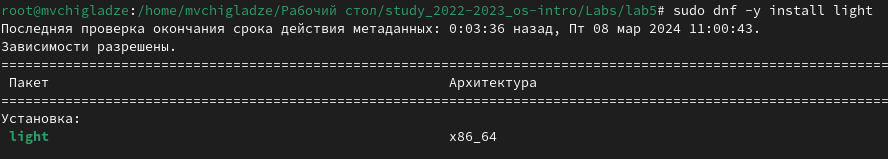 root@mvchigladze:/home/mvchigladze/Рабочий стол/study_2022-2023_os-intro/Labs/lab5# sudo dnf -y install light
Последняя проверка окончания срока действия метаданных: 0:03:36 назад, Пт 08 мар 2024 11:00:43.
Зависимости разрешены.
================================================================================================================
Пакет Архитектура
================================================================================================================
Установка:
light x86_64